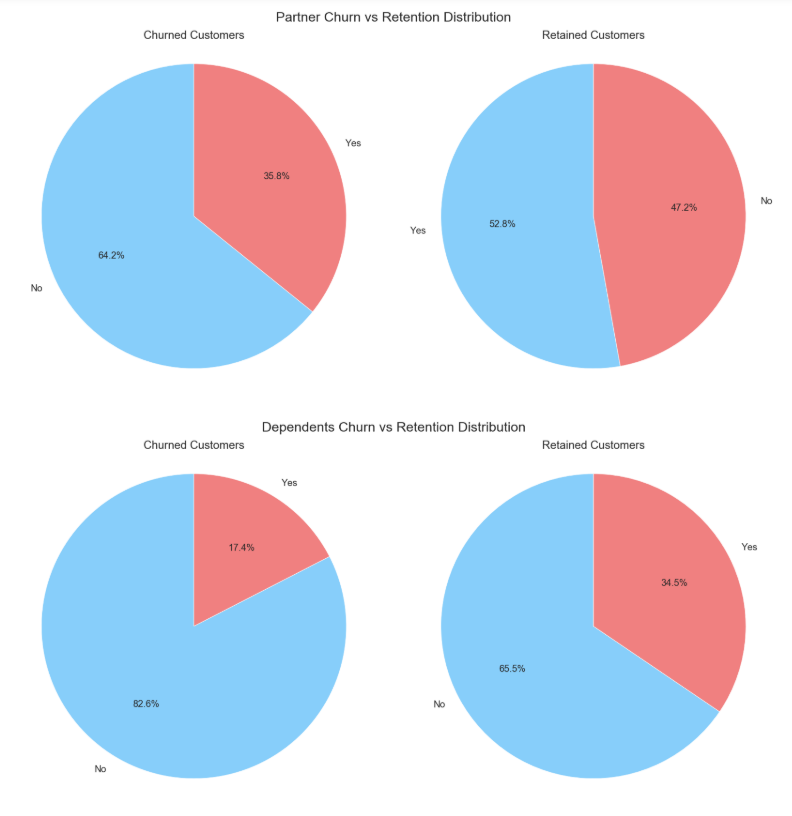 Partner Churn vs Retention Distribution
Churned Customers
Retained Customers
Yes
35.8%
64.2%
No
No
47.2%
52.8%
Yes
Dependents Churn vs Retention Distribution
Churned Customers
Retained Customers
Yes
17.4%
82.6%
No
Yes
34.5%
65.5%
No